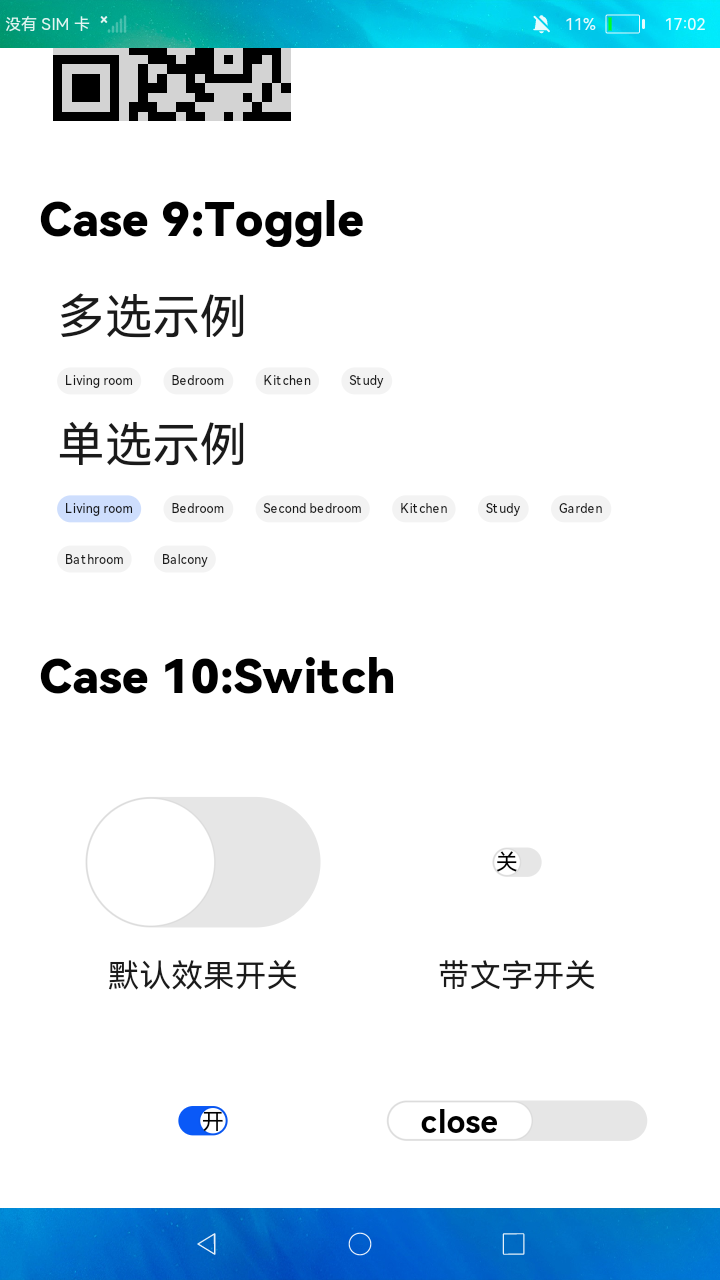 没有 SIM 卡 11% 17:02
Case 9:Toggle
多选示例
Living room Bedroom Kitchen Study
单选示例
Living room Bedroom Second bedroom Kitchen Study Garden
Bathroom Balcony
Case 10:Switch
关
默认效果开关 带文字开关
开 close